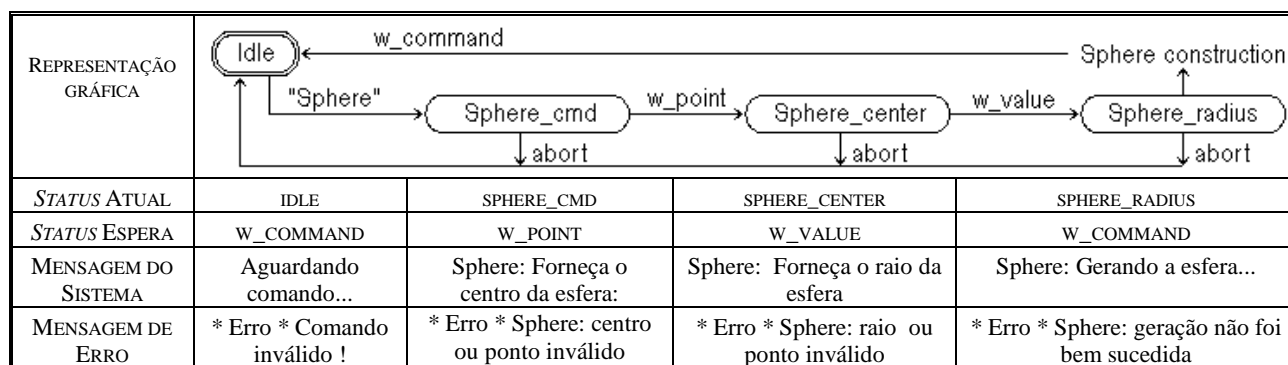 REPRESENTAÇÃO
GRÁFICA
Idle
w_command
Sphere construction
"Sphere"
Sphere_cmd
w_point
Sphere_center
w_value
Sphere_radius
abort
abort
abort
STATUS ATUAL
IDLE
SPHERE_CMD
SPHERE_CENTER
SPHERE_RADIUS
STATUS ESPERA
W_COMMAND
W_POINT
W_VALUE
W_COMMAND
MENSAGEM DO
SISTEMA
Aguardando
comando...
Sphere: Forneça o
centro da esfera:
Sphere: Forneça o raio da
esfera
Sphere: Gerando a esfera...
MENSAGEM DE
ERRO
* Erro * Comando
inválido !
* Erro * Sphere: centro
ou ponto inválido
* Erro * Sphere: raio ou
ponto inválido
* Erro * Sphere: geração não foi
bem sucedida